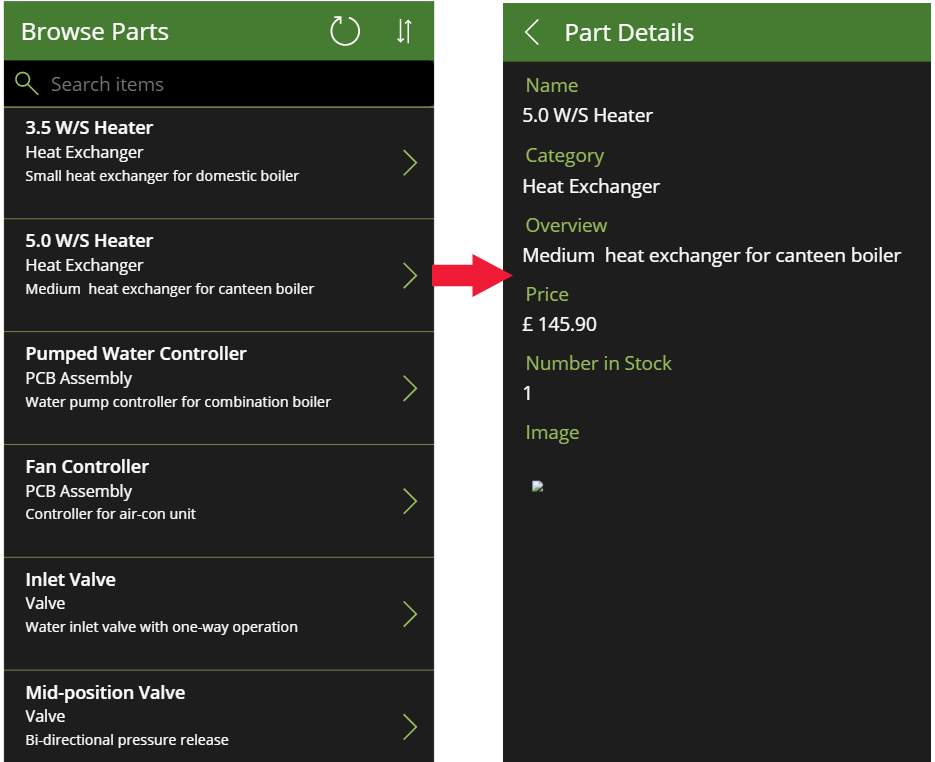 Browse Parts
Search items
3.5 W/S Heater
Heat Exchanger
Small heat exchanger for domestic boiler
5.0 W/S Heater
Heat Exchanger
Medium  heat exchanger for canteen boiler
Pumped Water Controller
PCB Assembly
Water pump controller for combination boiler
Fan Controller
PCB Assembly
Controller for air-con unit
Inlet Valve
Valve
Water inlet valve with one-way operation
Mid-position Valve
Valve
Bi-directional pressure release
Part Details
Name
5.0 W/S Heater
Category
Heat Exchanger
Overview
Medium  heat exchanger for canteen boiler
Price
£ 145.90
Number in Stock
1
Image